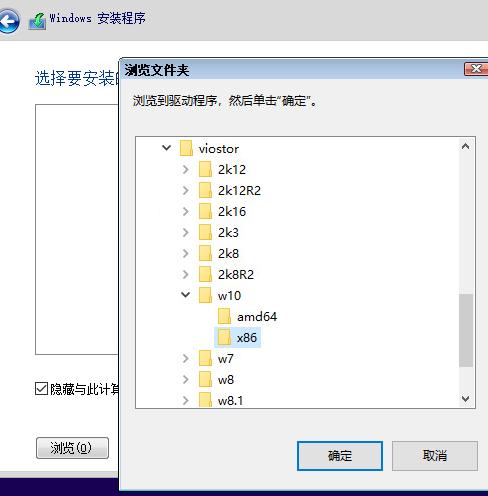 Windows 安装程序
选择要安装的
浏览文件夹
浏览到驱动程序，然后单击“确定”。
viostor
2k12
2k12R2
2k16
2k3
2k8
2k8R2
w10
amd64
x86
w7
w8
w8.1
隐藏与此计算
浏览(O)
确定
取消